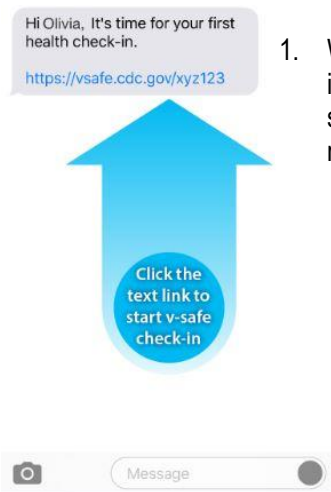 Hi Olivia, It's time for your first
health check-in.
https://vsafe.cdc.gov/xyz123
1.
Click the
text link to
start v-safe
check-in
Message